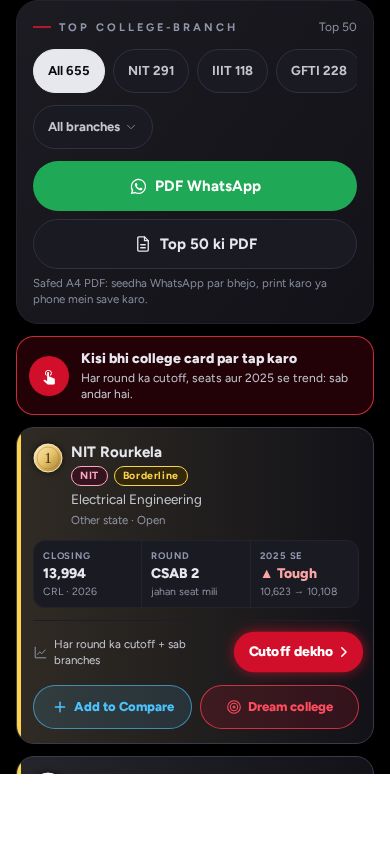 TOP COLLEGE-BRANCH
Top 50
All 655
NIT 291
IIIT 118
GFTI 228
All branches
PDF WhatsApp
Top 50 ki PDF
Safed A4 PDF: seedha WhatsApp par bhejo, print karo ya
phone mein save karo.
Kisi bhi college card par tap karo
Har round ka cutoff, seats aur 2025 se trend: sab
andar hai.
1
NIT Rourkela
NIT
Borderline
Electrical Engineering
Other state · Open
CLOSING
13,994
CRL · 2026
ROUND
CSAB 2
jahan seat mili
2025 SE
▲ Tough
10,623 → 10,108
Har round ka cutoff + sab
branches
Cutoff dekho
Add to Compare
Dream college